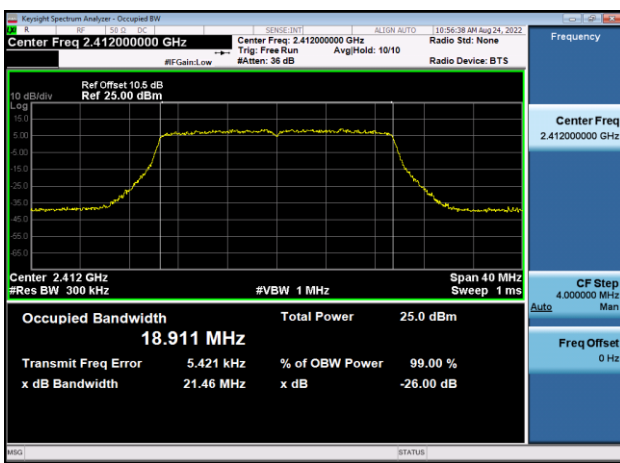 Keysight Spectrum Analyzer - Occupied BW
R RF 50 Ω DC SENSE:INT ALIGN AUTO 10:56:38 AM Aug 24, 2022
Center Freq 2.412000000 GHz
Center Freq: 2.412000000 GHz Radio Std: None
Trig: Free Run Avg|Hold: 10/10
#IFGain:Low #Atten: 36 dB Radio Device: BTS
Ref Offset 10.5 dB
10 dB/div Ref 25.00 dBm
Log
15.0
5.00
-5.00
-15.0
-25.0
-35.0
-45.0
-55.0
-65.0
Center 2.412 GHz Span 40 MHz
#Res BW 300 kHz #VBW 1 MHz Sweep 1 ms
Occupied Bandwidth Total Power 25.0 dBm
18.911 MHz
Transmit Freq Error 5.421 kHz % of OBW Power 99.00 %
x dB Bandwidth 21.46 MHz x dB -26.00 dB
MSG STATUS
Frequency
Center Freq
2.412000000 GHz
CF Step
4.000000 MHz
Auto Man
Freq Offset
0 Hz